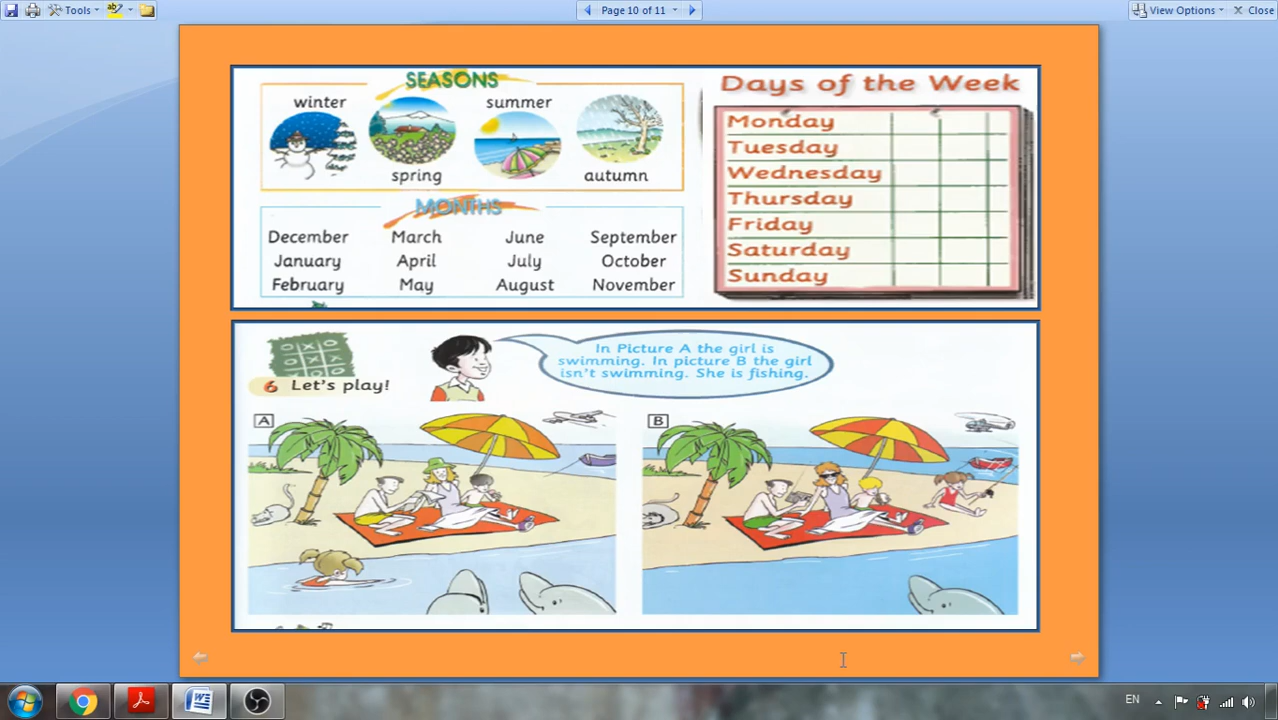 Tools
Page 10 of 11
View Options
Close
SEASONS
winter
summer
spring
autumn
MONTHS
December March June September
January April July October
February May August November
Days of the Week
Monday
Tuesday
Wednesday
Thursday
Friday
Saturday
Sunday
O X O
O X X
6 Let's play!
In Picture A the girl is
swimming. In picture B the girl
isn't swimming. She is fishing.
A
B
EN